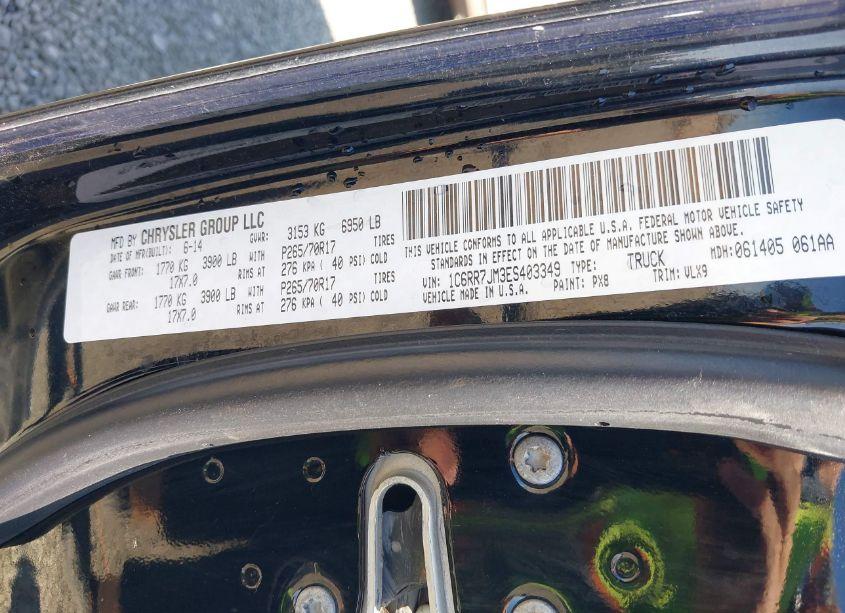 MFD BY CHRYSLER GROUP LLC
DATE OF MFR(BUILT): 6-14 GVWR: 3153 KG 6950 LB
GAWR FRONT: 1770 KG 3900 LB WITH P265/70R17 TIRES
17X7.0 RIMS AT 276 KPA ( 40 PSI) COLD
GAWR REAR: 1770 KG 3900 LB WITH P265/70R17 TIRES
17X7.0 RIMS AT 276 KPA ( 40 PSI) COLD
THIS VEHICLE CONFORMS TO ALL APPLICABLE U.S.A. FEDERAL MOTOR VEHICLE SAFETY
STANDARDS IN EFFECT ON THE DATE OF MANUFACTURE SHOWN ABOVE.
MDH: 061405 061AA
VIN: 1C6RR7JM3ES403349 TYPE: TRUCK
VEHICLE MADE IN U.S.A. PAINT: PX8 TRIM: VLX9